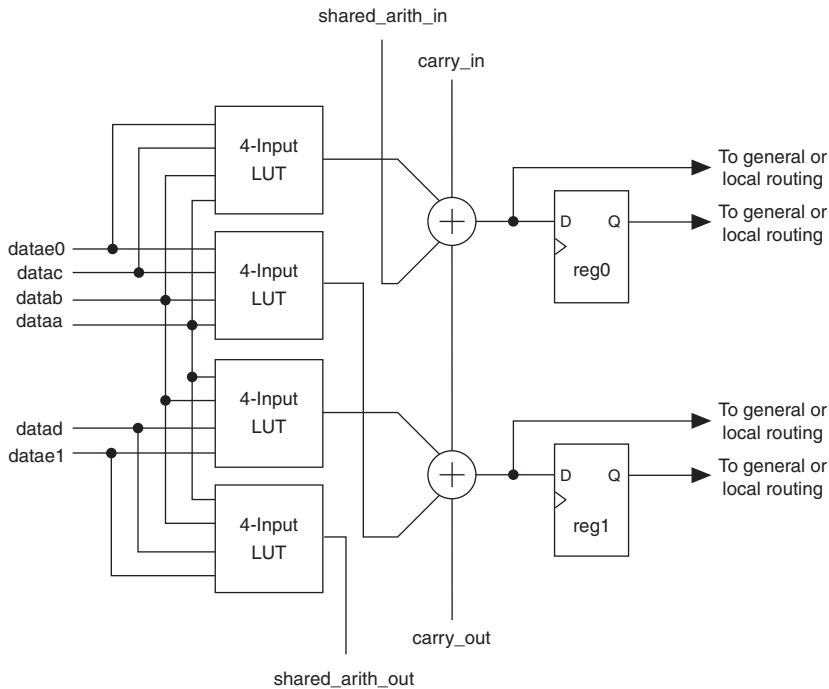 shared_arith_in
carry_in
4-Input
LUT
To general or
local routing
D Q
reg0
To general or
local routing
datae0
datac
datab
dataa
4-Input
LUT
4-Input
LUT
datad
datae1
To general or
local routing
D Q
reg1
To general or
local routing
4-Input
LUT
carry_out
shared_arith_out